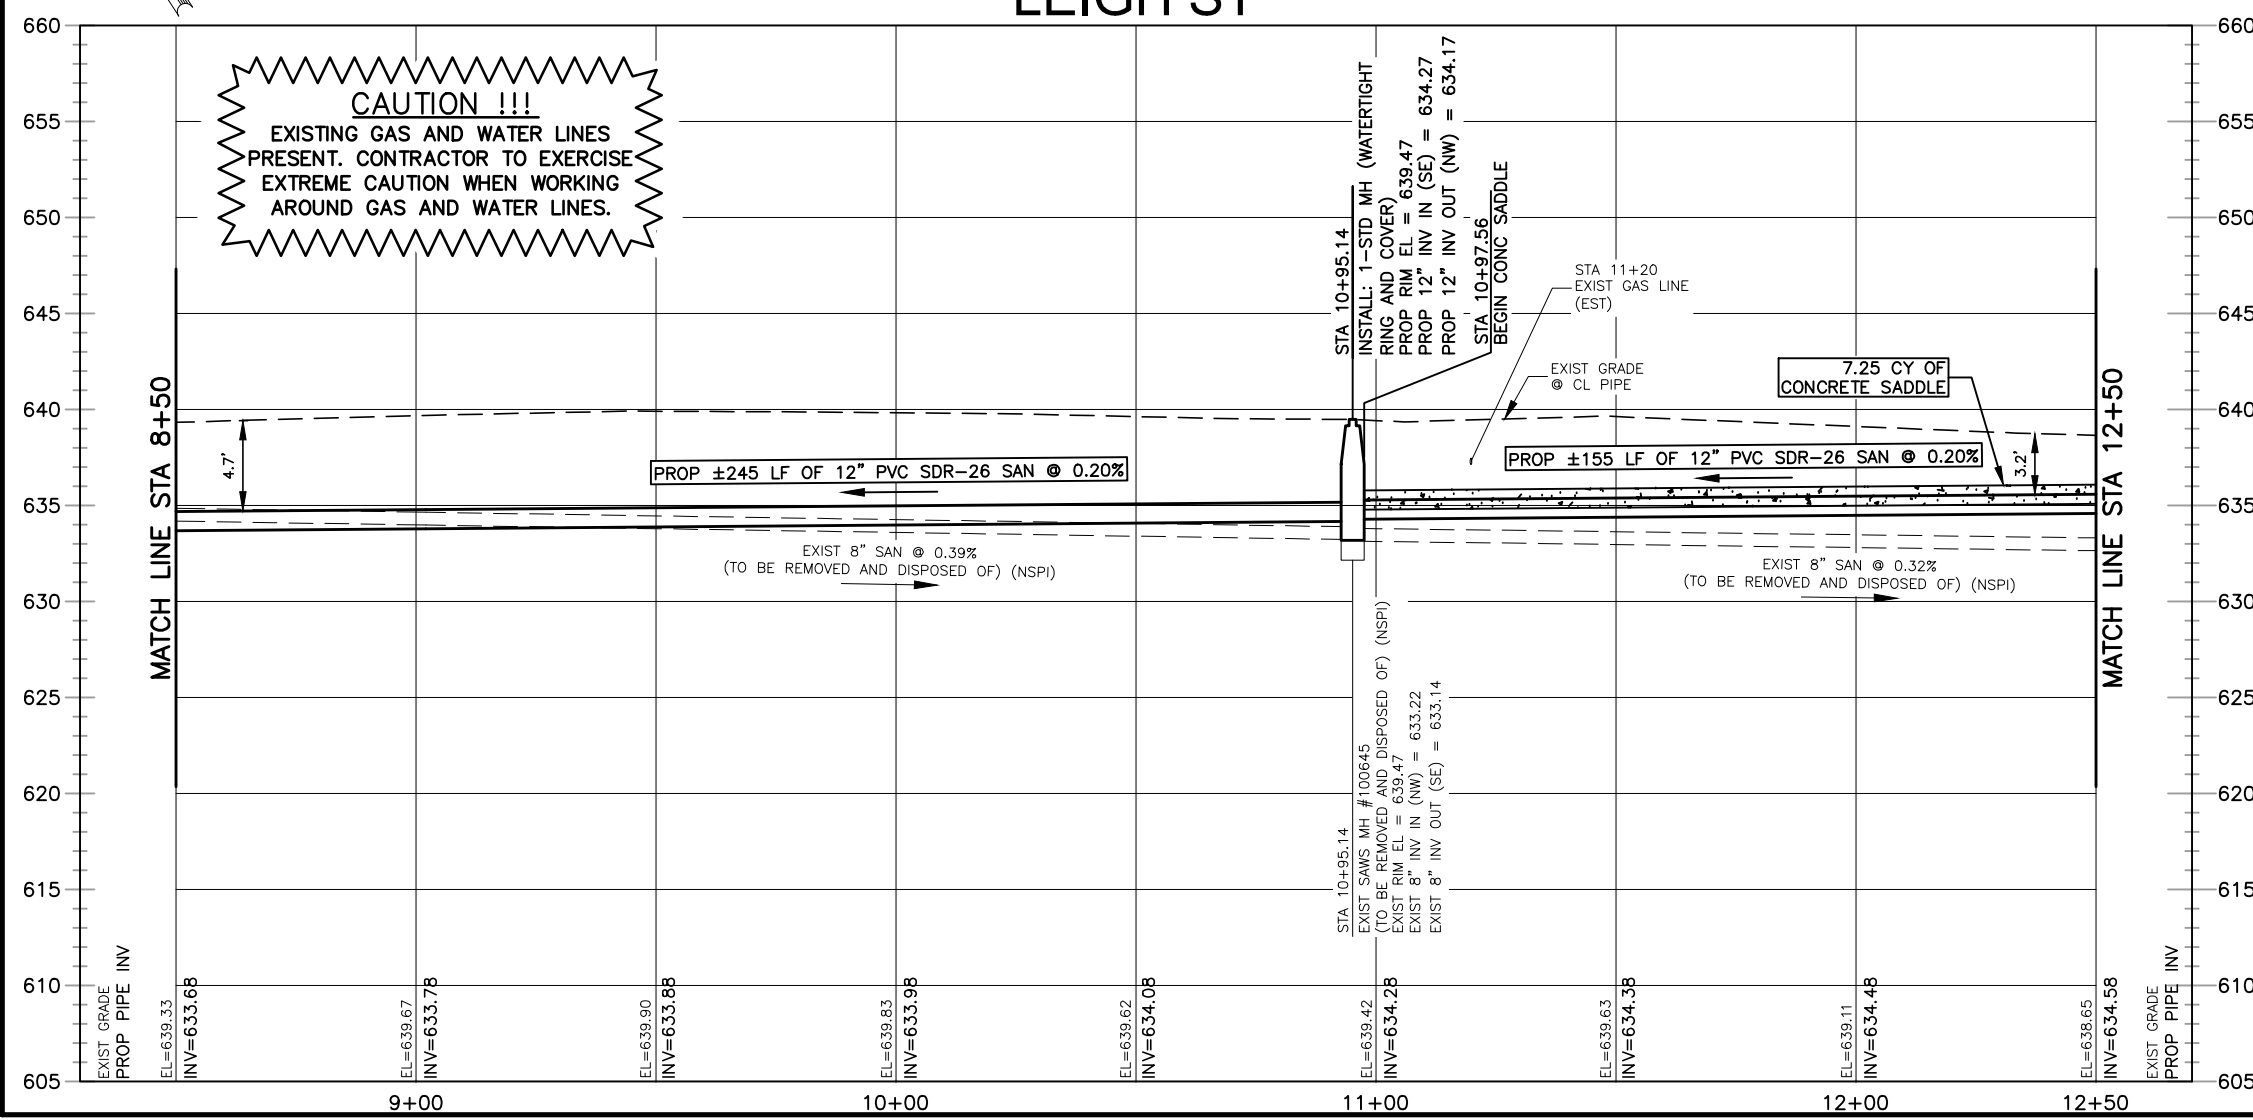 LEIGH ST
660
655
650
645
640
635
630
625
620
615
610
605
660
655
650
645
640
635
630
625
620
615
610
605
CAUTION !!!
EXISTING GAS AND WATER LINES
PRESENT. CONTRACTOR TO EXERCISE
EXTREME CAUTION WHEN WORKING
AROUND GAS AND WATER LINES.
MATCH LINE STA 8+50
4.7'
PROP ±245 LF OF 12" PVC SDR-26 SAN @ 0.20%
EXIST 8" SAN @ 0.39%
(TO BE REMOVED AND DISPOSED OF) (NSPI)
STA 10+95.14
INSTALL: 1-STD MH (WATERTIGHT
RING AND COVER)
PROP RIM EL = 639.47
PROP 12" INV IN (SE) = 634.27
PROP 12" INV OUT (NW) = 634.17
STA 10+97.56
BEGIN CONC SADDLE
STA 11+20
EXIST GAS LINE
(EST)
EXIST GRADE
@ CL PIPE
7.25 CY OF
CONCRETE SADDLE
PROP ±155 LF OF 12" PVC SDR-26 SAN @ 0.20%
3.2'
EXIST 8" SAN @ 0.32%
(TO BE REMOVED AND DISPOSED OF) (NSPI)
MATCH LINE STA 12+50
STA 10+95.14
EXIST SAWS MH #100645
(TO BE REMOVED AND DISPOSED OF) (NSPI)
EXIST RIM EL = 639.47
EXIST 8" INV IN (NW) = 633.22
EXIST 8" INV OUT (SE) = 633.14
EXIST GRADE
PROP PIPE INV
EL=639.33
INV=633.68
EL=639.67
INV=633.78
EL=639.90
INV=633.88
EL=639.83
INV=633.98
EL=639.62
INV=634.08
EL=639.42
INV=634.28
EL=639.63
INV=634.38
EL=639.11
INV=634.48
EL=638.65
INV=634.58
EXIST GRADE
PROP PIPE INV
9+00
10+00
11+00
12+00
12+50